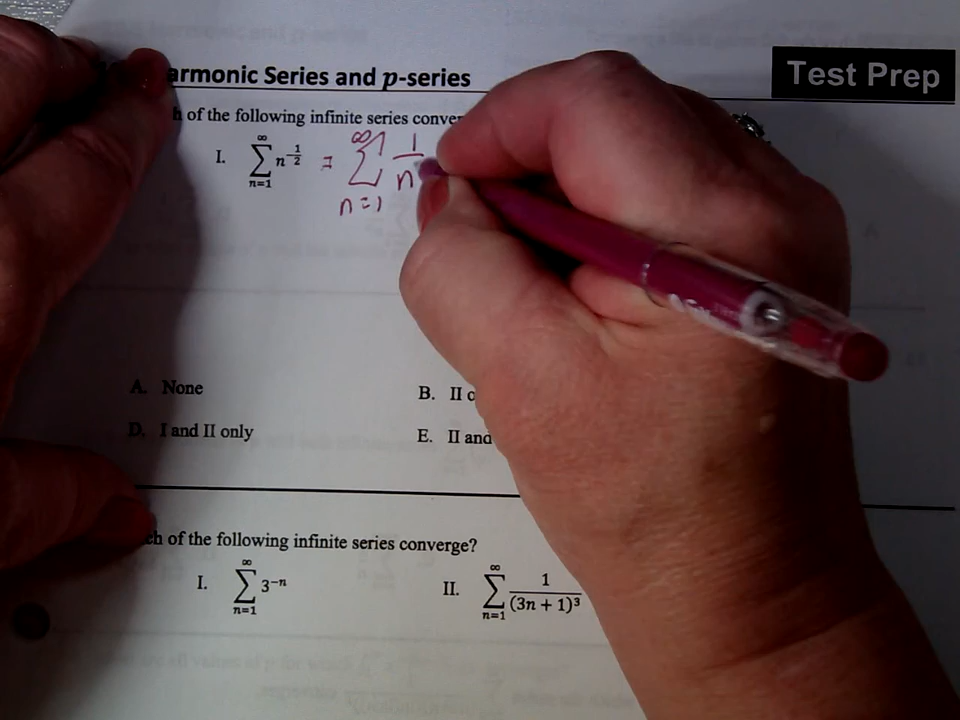 armonic Series and p-series
Test Prep
h of the following infinite series conver
I. ∞ ∑ n=1 n^-1/2 = ∞ ∑ n=1 1/n
A. None
B. II o
D. I and II only
E. II and
ch of the following infinite series converge?
I. ∞ ∑ n=1 3^-n
II. ∞ ∑ n=1 1/(3n + 1)^3